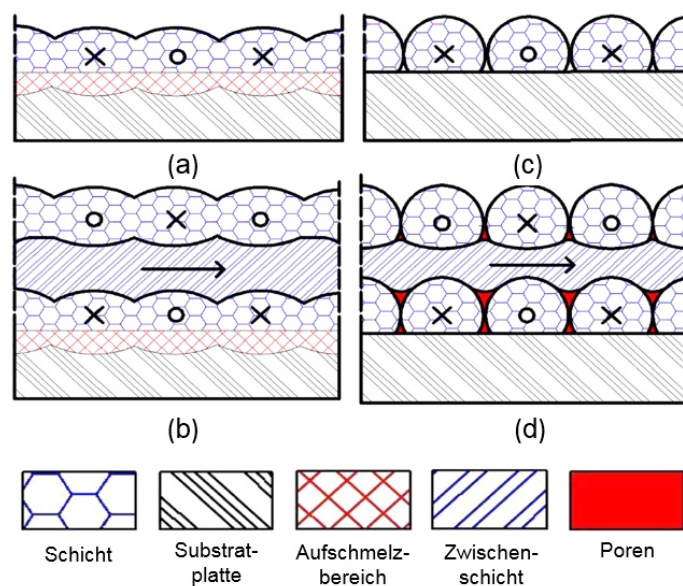 (a)
(c)
(b)
(d)
Schicht
Substrat-
platte
Aufschmelz-
bereich
Zwischen-
schicht
Poren